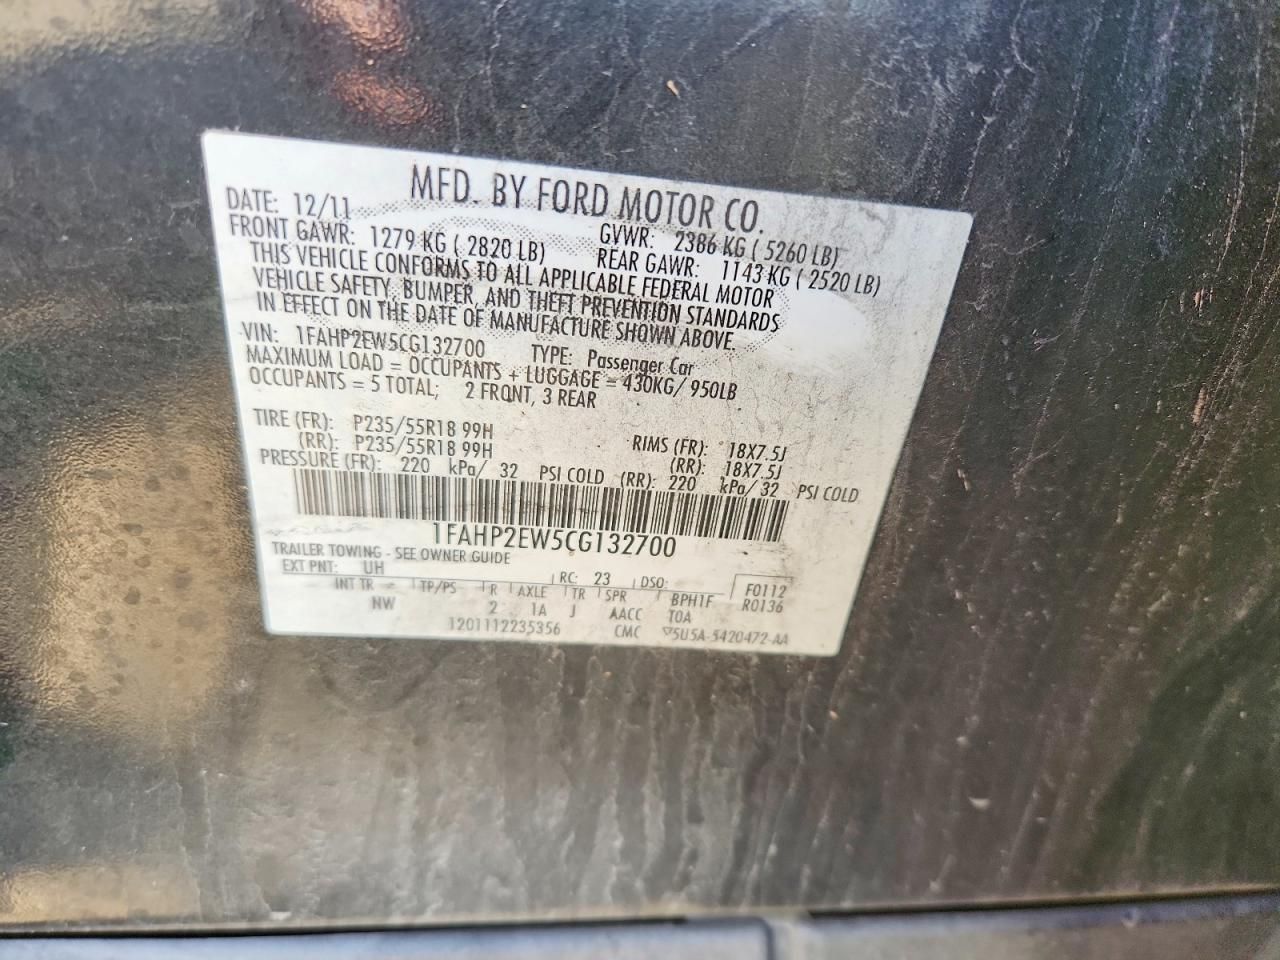 MFD. BY FORD MOTOR CO.
DATE: 12/11 GVWR: 2386 KG ( 5260 LB)
FRONT GAWR: 1279 KG ( 2820 LB) REAR GAWR: 1143 KG ( 2520 LB)
THIS VEHICLE CONFORMS TO ALL APPLICABLE FEDERAL MOTOR
VEHICLE SAFETY, BUMPER, AND THEFT PREVENTION STANDARDS
IN EFFECT ON THE DATE OF MANUFACTURE SHOWN ABOVE.
VIN: 1FAHP2EW5CG132700 TYPE: Passenger Car
MAXIMUM LOAD = OCCUPANTS + LUGGAGE = 430KG/ 950LB
OCCUPANTS = 5 TOTAL; 2 FRONT, 3 REAR
TIRE (FR): P235/55R18 99H RIMS (FR): 18X7.5J
(RR): P235/55R18 99H (RR): 18X7.5J
PRESSURE (FR): 220 kPa/ 32 PSI COLD (RR): 220 kPa/ 32 PSI COLD
1FAHP2EW5CG132700
TRAILER TOWING - SEE OWNER GUIDE
EXT PNT: UH RC: 23 DSO: F0112
INT TR TP/PS R AXLE TR SPR BPH1F R0136
NW 2 1A J AACC TOA
1201112235356 CMC 5U5A-5420472-AA